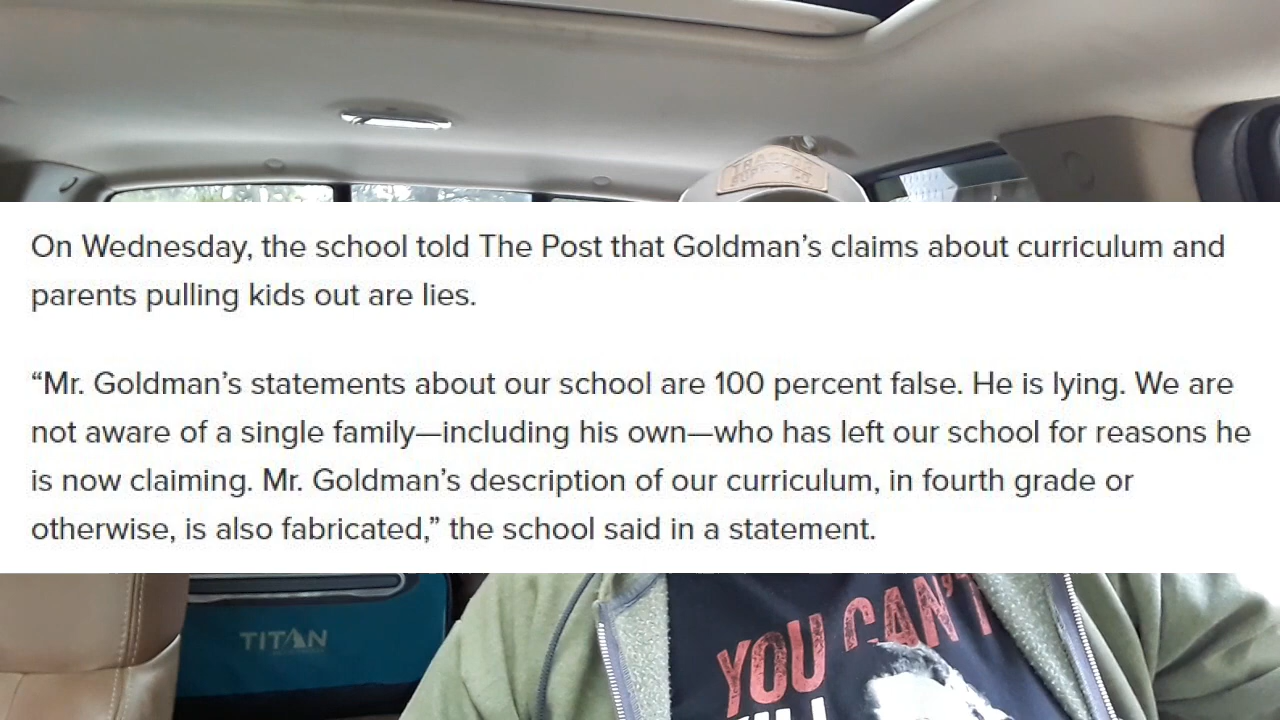 TRACTOR
SUPPLY CO
On Wednesday, the school told The Post that Goldman’s claims about curriculum and
parents pulling kids out are lies.
“Mr. Goldman’s statements about our school are 100 percent false. He is lying. We are
not aware of a single family—including his own—who has left our school for reasons he
is now claiming. Mr. Goldman’s description of our curriculum, in fourth grade or
otherwise, is also fabricated,” the school said in a statement.
TITAN
YOU CAN'T